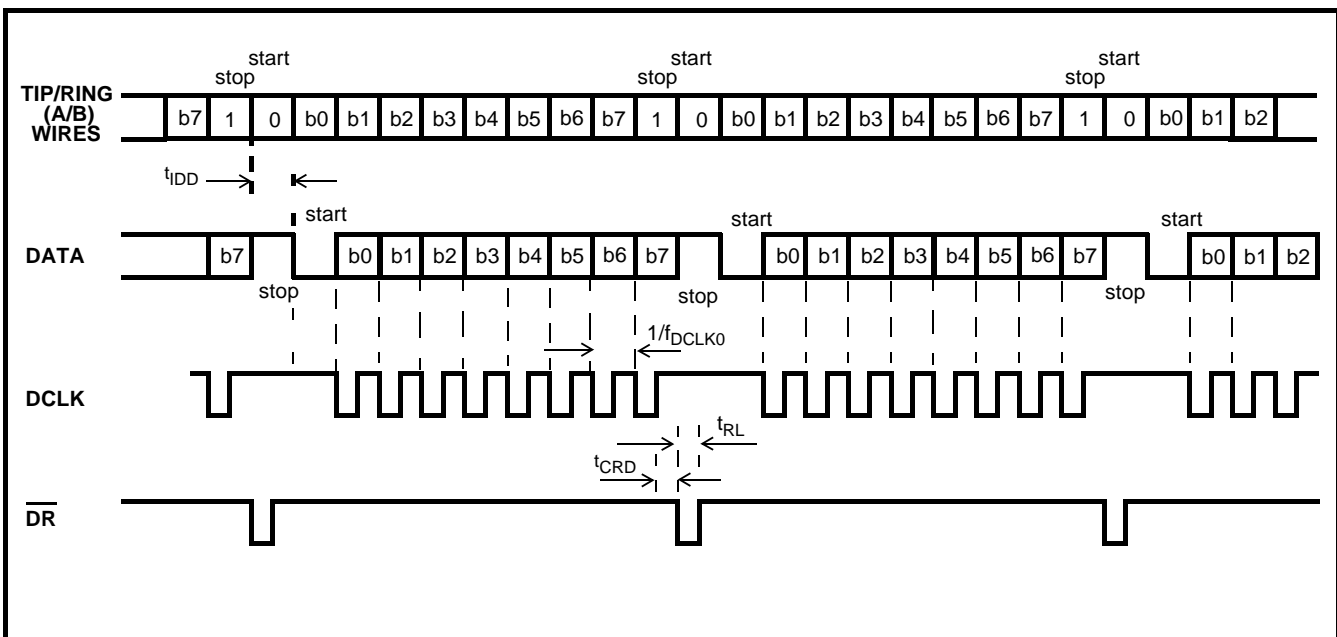 start start start
stop stop stop
TIP/RING
(A/B)
WIRES
b7 1 0 b0 b1 b2 b3 b4 b5 b6 b7 1 0 b0 b1 b2 b3 b4 b5 b6 b7 1 0 b0 b1 b2
tIDD
start start start
DATA
b7 b0 b1 b2 b3 b4 b5 b6 b7 b0 b1 b2 b3 b4 b5 b6 b7 b0 b1 b2
stop stop stop
1/fDCLK0
DCLK
tRL
tCRD
DR